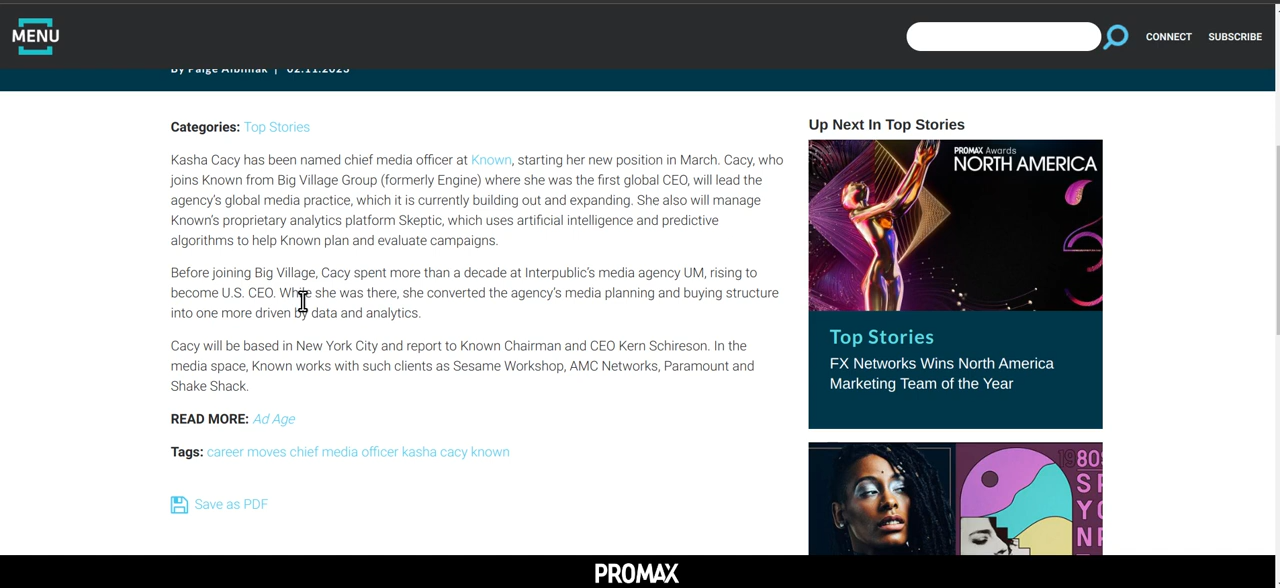 MENU
CONNECT
SUBSCRIBE
By Paige Albiniak | 02.11.2023
Categories: Top Stories
Kasha Cacy has been named chief media officer at Known, starting her new position in March. Cacy, who
joins Known from Big Village Group (formerly Engine) where she was the first global CEO, will lead the
agency's global media practice, which it is currently building out and expanding. She also will manage
Known's proprietary analytics platform Skeptic, which uses artificial intelligence and predictive
algorithms to help Known plan and evaluate campaigns.
Before joining Big Village, Cacy spent more than a decade at Interpublic's media agency UM, rising to
become U.S. CEO. While she was there, she converted the agency's media planning and buying structure
into one more driven by data and analytics.
Cacy will be based in New York City and report to Known Chairman and CEO Kern Schireson. In the
media space, Known works with such clients as Sesame Workshop, AMC Networks, Paramount and
Shake Shack.
READ MORE: Ad Age
Tags: career moves chief media officer kasha cacy known
Save as PDF
Up Next In Top Stories
PROMAX Awards
NORTH AMERICA
Top Stories
FX Networks Wins North America
Marketing Team of the Year
80S
PROMAX